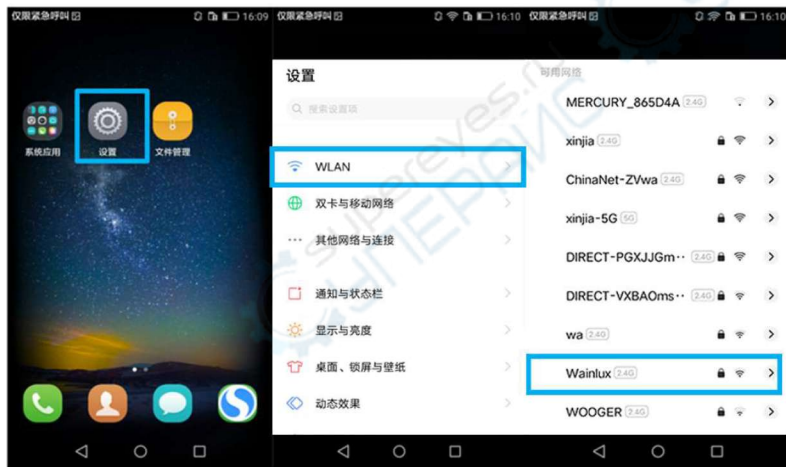 仅限紧急呼叫
16:09
系统应用
设置
文件管理
仅限紧急呼叫
16:10
设置
搜索设置项
WLAN
双卡与移动网络
其他网络与连接
通知与状态栏
显示与亮度
桌面、锁屏与壁纸
动态效果
仅限紧急呼叫
16:10
可用网络
MERCURY_865D4A 2.4G
xinjia 2.4G
ChinaNet-ZVwa 2.4G
xinjia-5G 5G
DIRECT-PGXJJGm·· 2.4G
DIRECT-VXBAOms·· 2.4G
wa 2.4G
Wainlux 2.4G
WOOGER 2.4G
supereyes.ru
СУПЕРАЙС